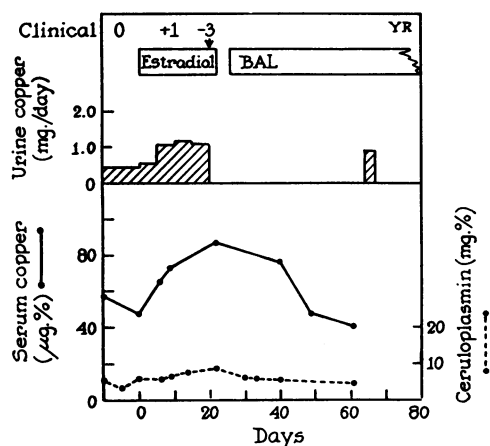 Clinical 0 +1 -3 YR
Estradiol BAL
Urine copper
(mg./day)
2.0
1.0
0
Serum copper
(µg.%)
80
40
0
Ceruloplasmin (mg.%)
20
10
0 20 40 60 80
Days